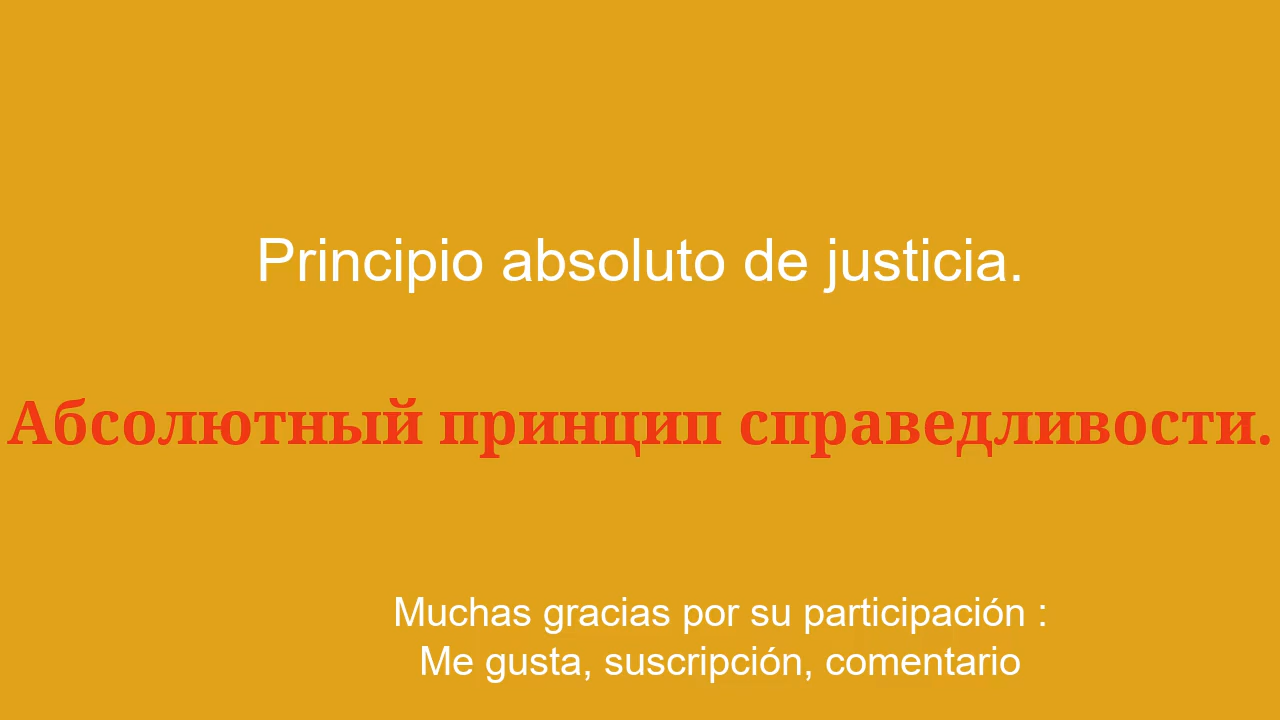 Principio absoluto de justicia.
Абсолютный принцип справедливости.
Muchas gracias por su participación :
Me gusta, suscripción, comentario